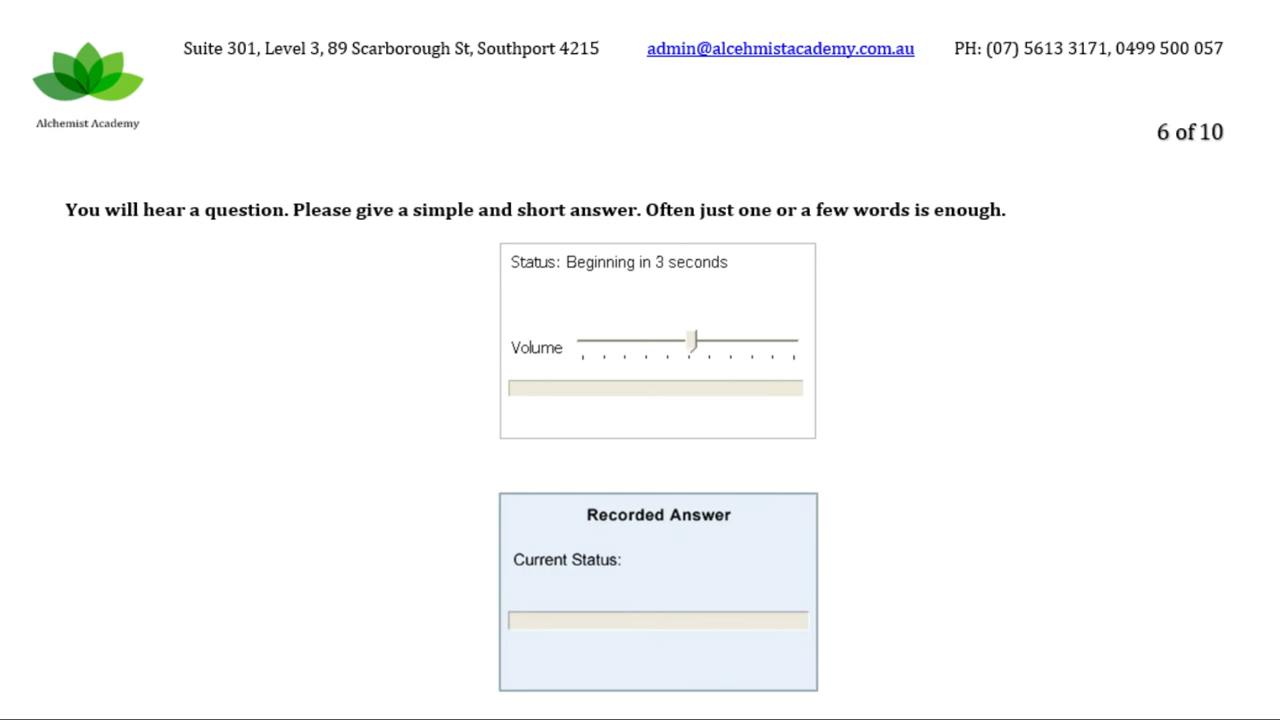 Suite 301, Level 3, 89 Scarborough St, Southport 4215 admin@alcehmistacademy.com.au PH: (07) 5613 3171, 0499 500 057
Alchemist Academy
6 of 10
You will hear a question. Please give a simple and short answer. Often just one or a few words is enough.
Status: Beginning in 3 seconds
Volume
Recorded Answer
Current Status: